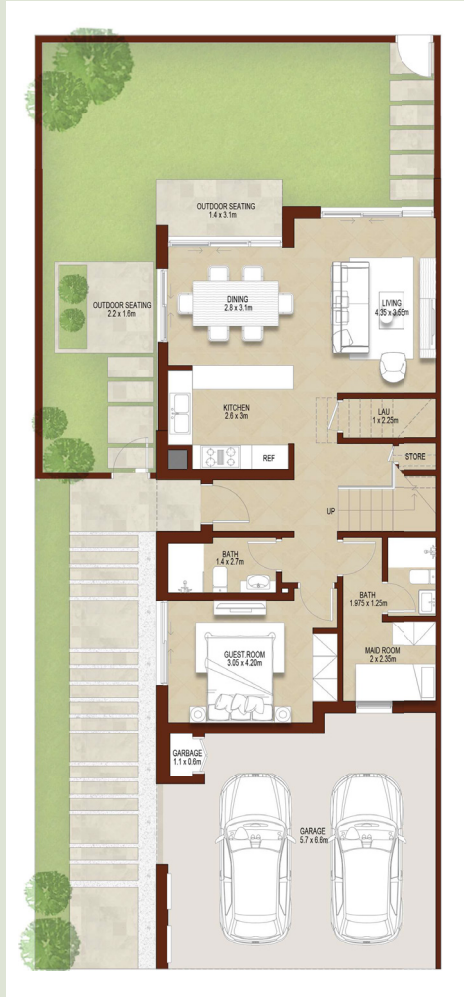 OUTDOOR SEATING
1.4 x 3.1m
OUTDOOR SEATING
2.2 x 1.6m
DINING
2.8 x 3.1m
LIVING
4.35 x 3.55m
KITCHEN
2.6 x 3m
LAU
1 x 2.25m
REF
STORE
UP
BATH
1.4 x 2.7m
BATH
1.975 x 1.25m
GUEST ROOM
3.05 x 4.20m
MAID ROOM
2 x 2.35m
GARBAGE
1.1 x 0.6m
GARAGE
5.7 x 6.6m